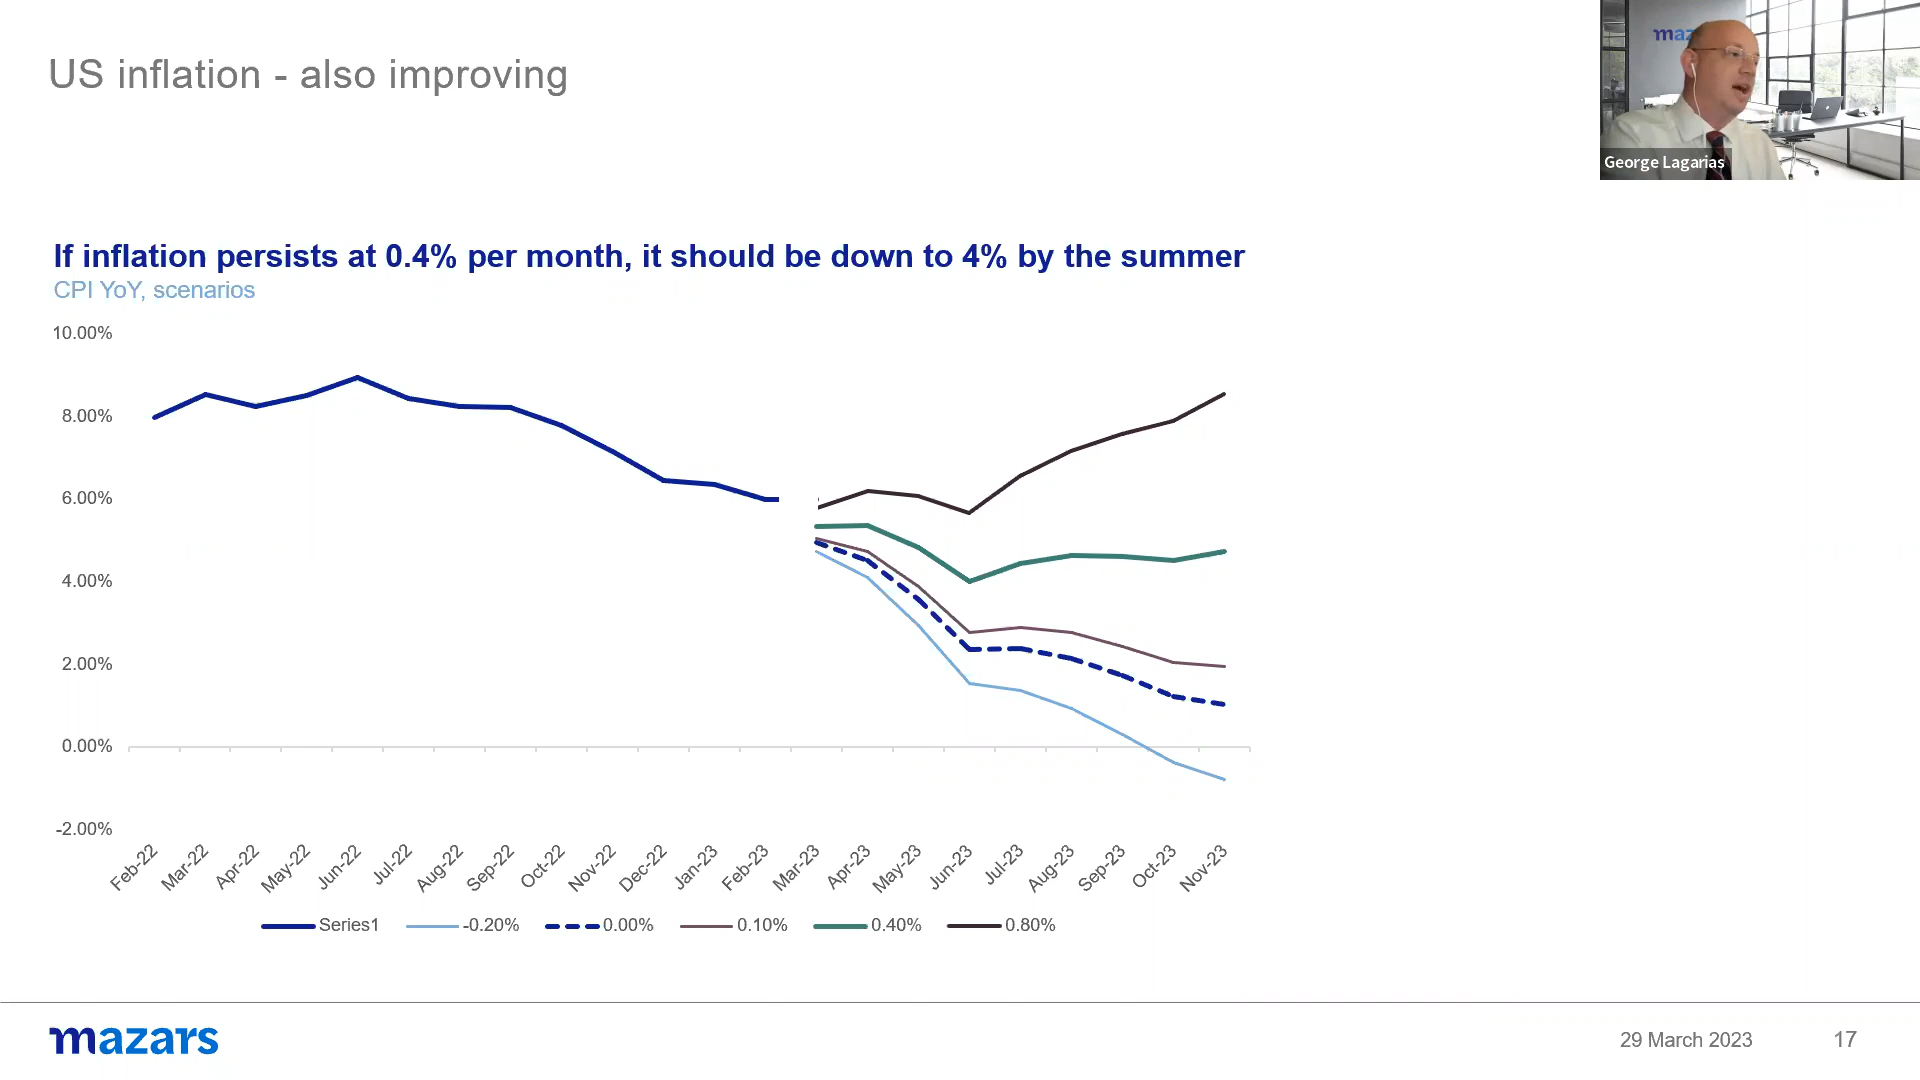 US inflation - also improving
maz
George Lagarias
If inflation persists at 0.4% per month, it should be down to 4% by the summer
CPI YoY, scenarios
10.00%
8.00%
6.00%
4.00%
2.00%
0.00%
-2.00%
Feb-22 Mar-22 Apr-22 May-22 Jun-22 Jul-22 Aug-22 Sep-22 Oct-22 Nov-22 Dec-22 Jan-23 Feb-23 Mar-23 Apr-23 May-23 Jun-23 Jul-23 Aug-23 Sep-23 Oct-23 Nov-23
Series1 -0.20% 0.00% 0.10% 0.40% 0.80%
mazars
29 March 2023 17